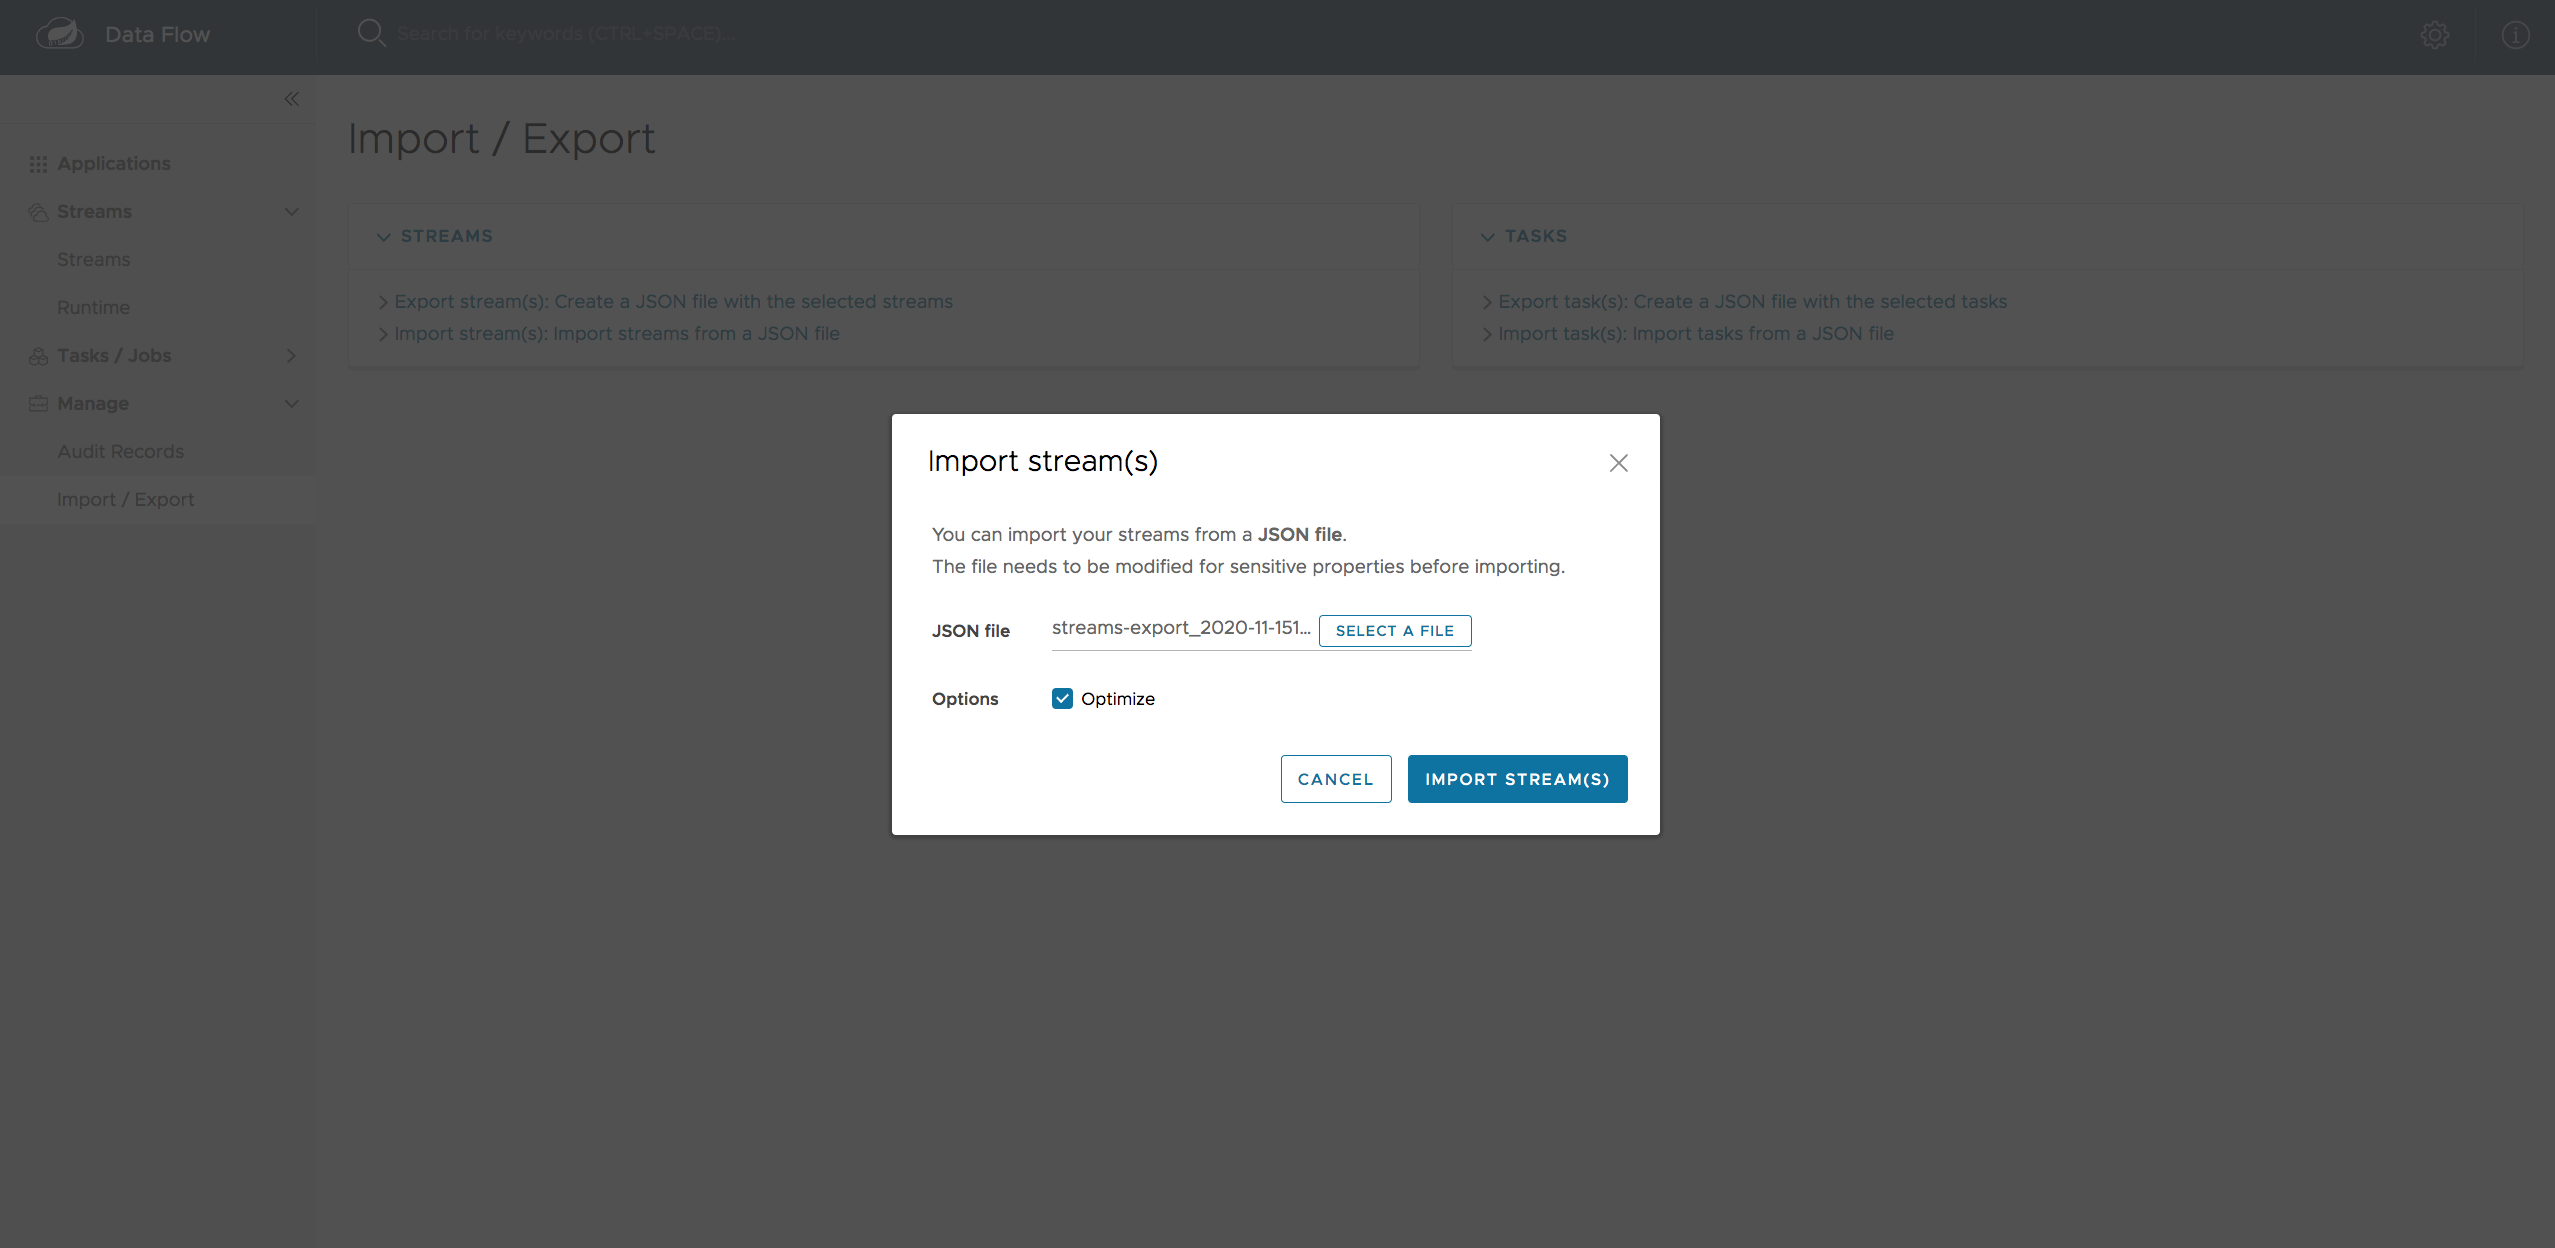 Data Flow
Search for keywords (CTRL+SPACE)...
Applications
Streams
Streams
Runtime
Tasks / Jobs
Manage
Audit Records
Import / Export
Import / Export
STREAMS
Export stream(s): Create a JSON file with the selected streams
Import stream(s): Import streams from a JSON file
TASKS
Export task(s): Create a JSON file with the selected tasks
Import task(s): Import tasks from a JSON file
Import stream(s)
You can import your streams from a JSON file.
The file needs to be modified for sensitive properties before importing.
JSON file streams-export_2020-11-151... SELECT A FILE
Options Optimize
CANCEL IMPORT STREAM(S)